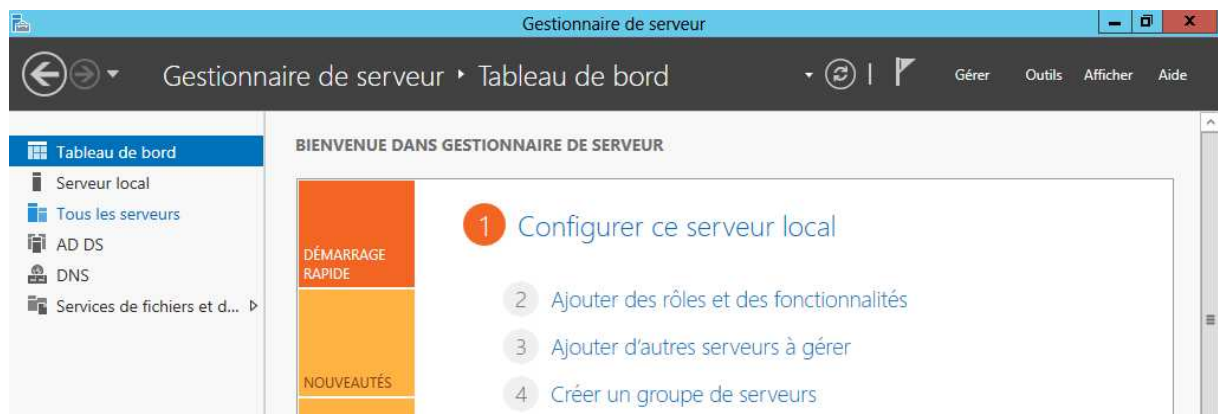 Gestionnaire de serveur
Gestionnaire de serveur ‣ Tableau de bord
Gérer Outils Afficher Aide
Tableau de bord
Serveur local
Tous les serveurs
AD DS
DNS
Services de fichiers et d...
BIENVENUE DANS GESTIONNAIRE DE SERVEUR
DÉMARRAGE
RAPIDE
NOUVEAUTÉS
1 Configurer ce serveur local
2 Ajouter des rôles et des fonctionnalités
3 Ajouter d'autres serveurs à gérer
4 Créer un groupe de serveurs